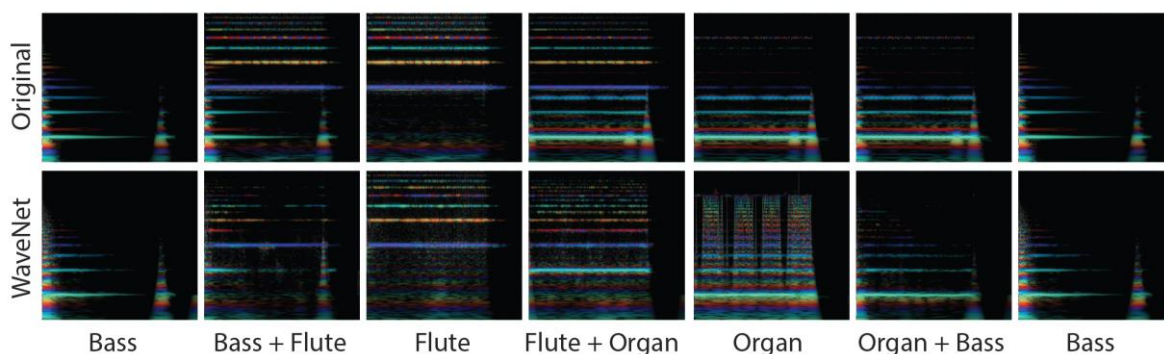 Original
WaveNet
Bass
Bass + Flute
Flute
Flute + Organ
Organ
Organ + Bass
Bass